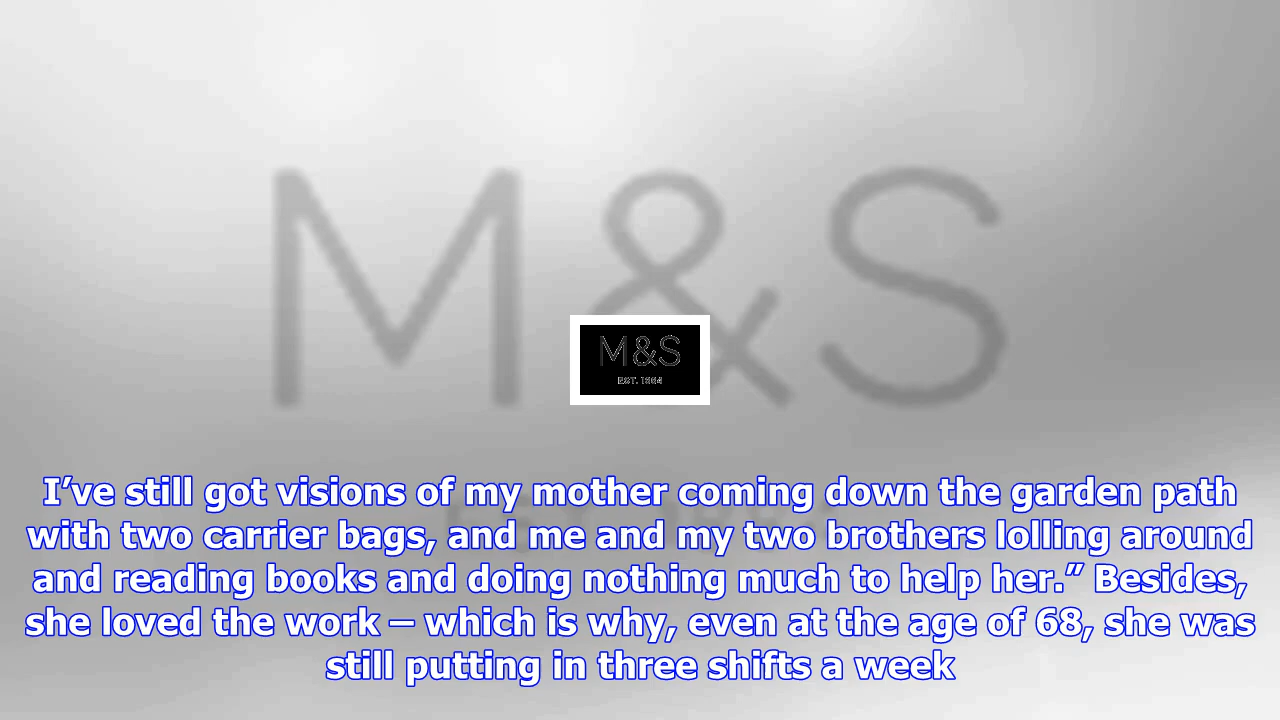 M&S
M&S
EST. 1884
I’ve still got visions of my mother coming down the garden path
with two carrier bags, and me and my two brothers lolling around
and reading books and doing nothing much to help her.” Besides,
she loved the work – which is why, even at the age of 68, she was
still putting in three shifts a week